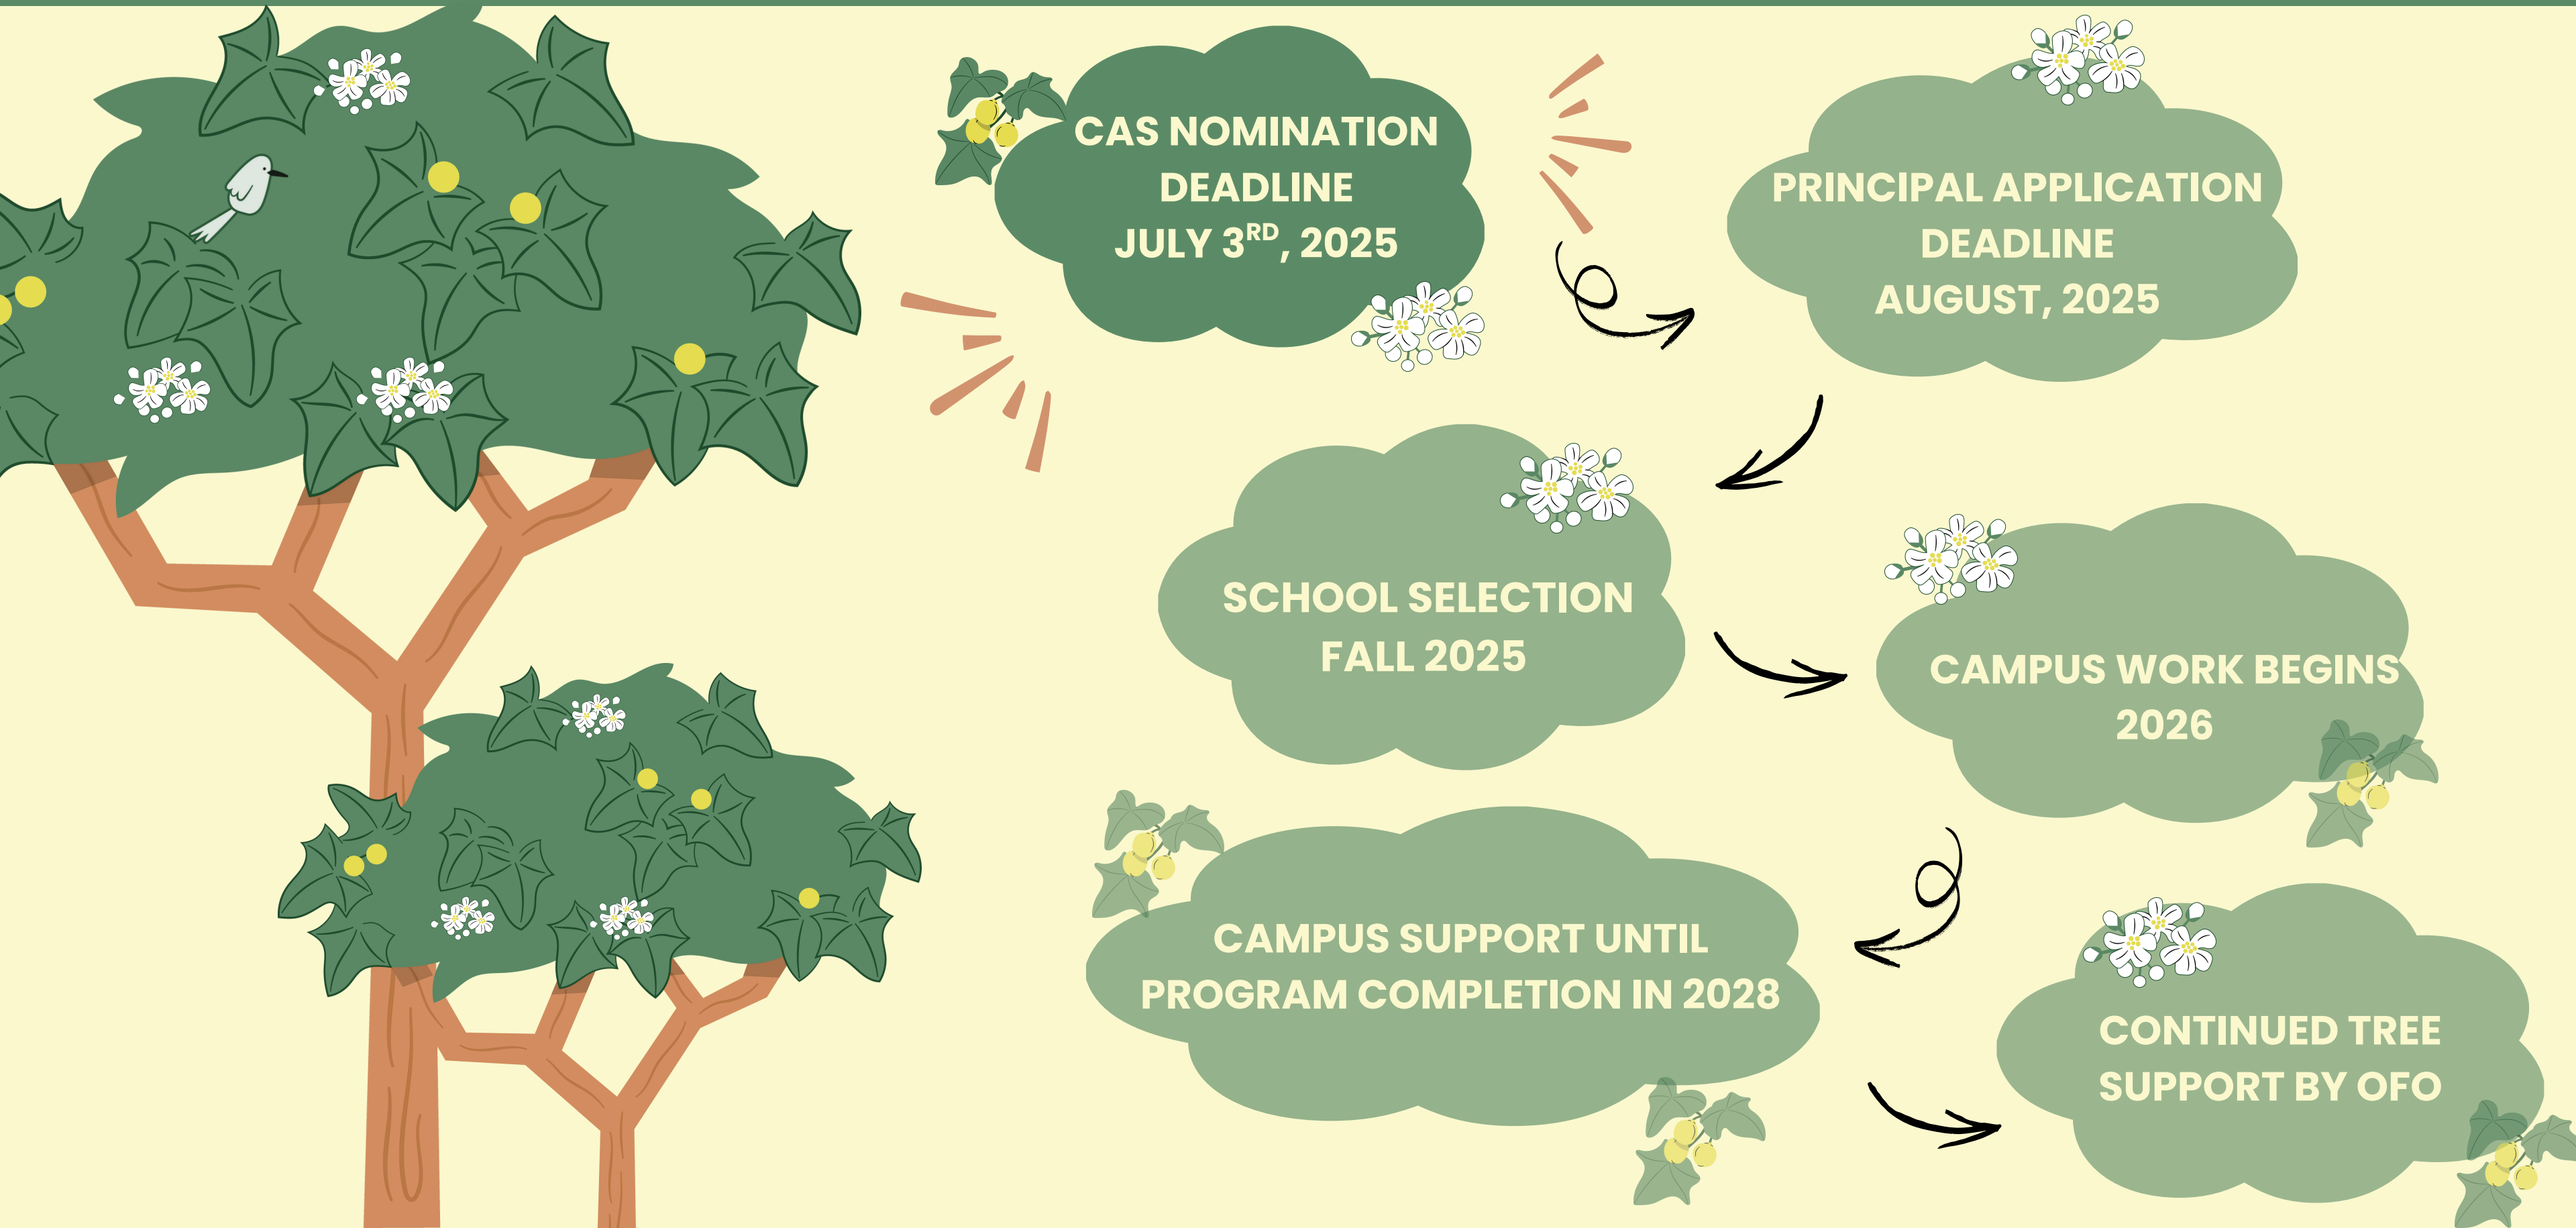 CAS NOMINATION
DEADLINE
JULY 3RD, 2025
PRINCIPAL APPLICATION
DEADLINE
AUGUST, 2025
SCHOOL SELECTION
FALL 2025
CAMPUS WORK BEGINS
2026
CAMPUS SUPPORT UNTIL
PROGRAM COMPLETION IN 2028
CONTINUED TREE
SUPPORT BY OFO